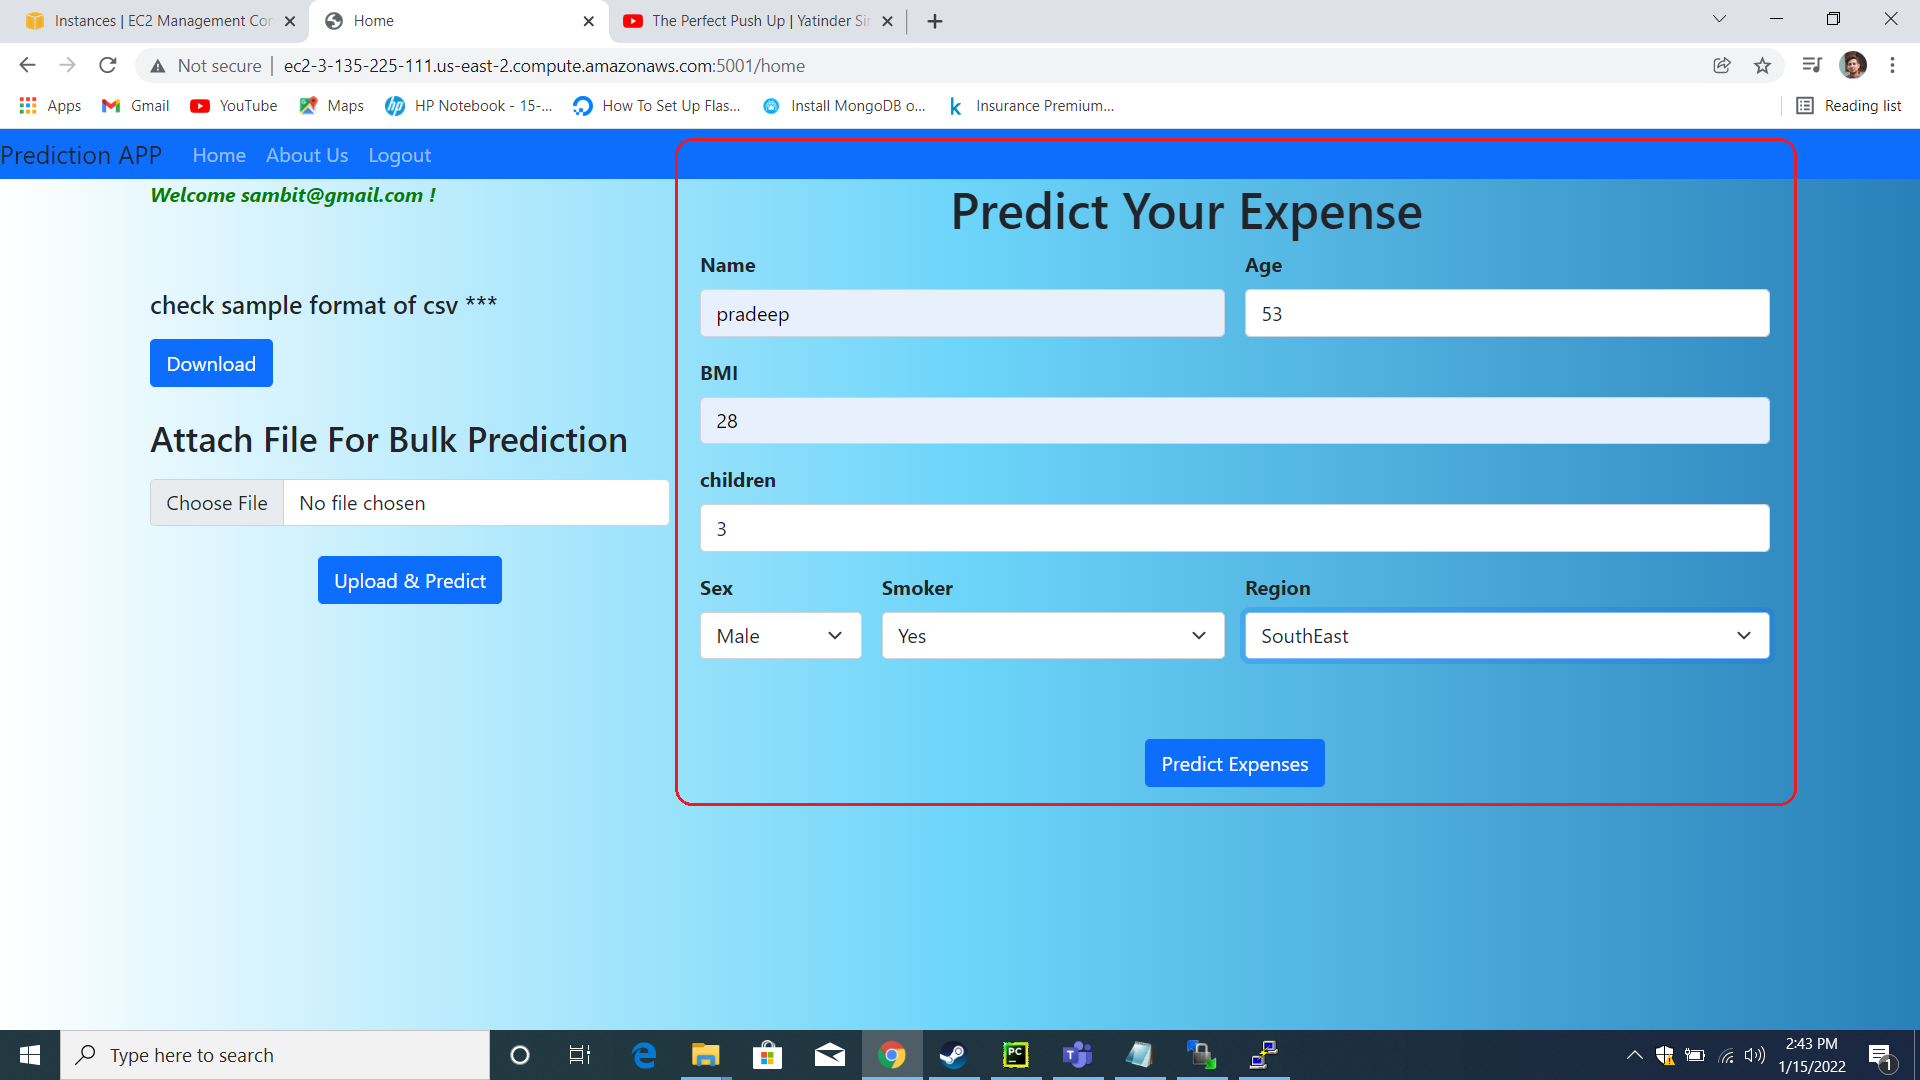 Instances | EC2 Management Con
Home
The Perfect Push Up | Yatinder Sin
Not secure | ec2-3-135-225-111.us-east-2.compute.amazonaws.com:5001/home
Apps
Gmail
YouTube
Maps
HP Notebook - 15-...
How To Set Up Flas...
Install MongoDB o...
Insurance Premium...
Reading list
Prediction APP
Home
About Us
Logout
Welcome sambit@gmail.com !
check sample format of csv ***
Download
Attach File For Bulk Prediction
Choose File
No file chosen
Upload & Predict
Predict Your Expense
Name
Age
pradeep
53
BMI
28
children
3
Sex
Smoker
Region
Male
Yes
SouthEast
Predict Expenses
Type here to search
2:43 PM
1/15/2022
1